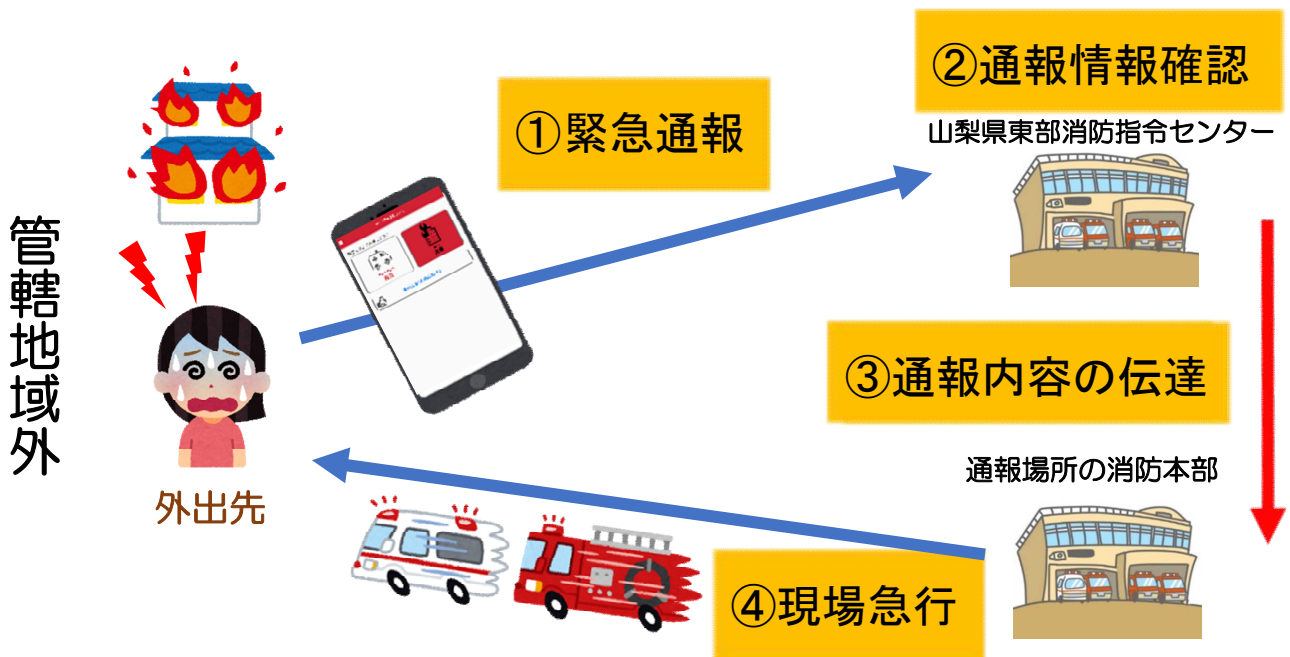 ①緊急通報
②通報情報確認
山梨県東部消防指令センター
管轄地域外
③通報内容の伝達
通報場所の消防本部
外出先
④現場急行